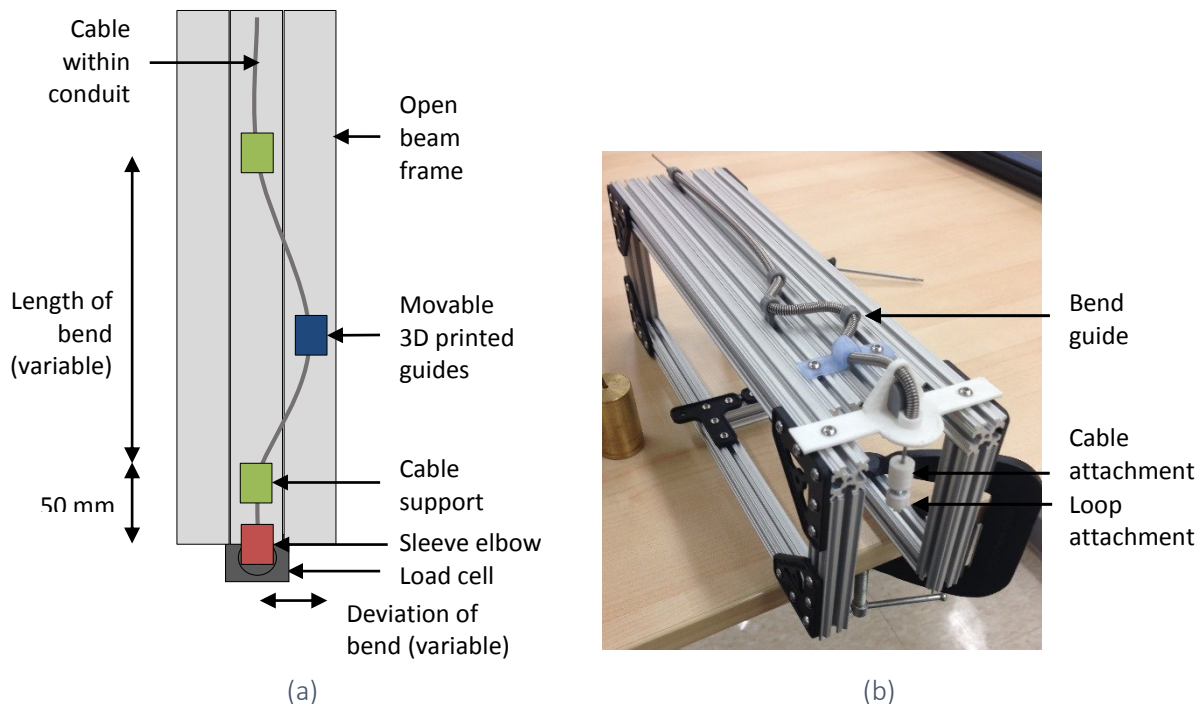 Cable
within
conduit
Open
beam
frame
Length of
bend
(variable)
Movable
3D printed
guides
Cable
support
50 mm
Sleeve elbow
Load cell
Deviation of
bend (variable)
Bend
guide
Cable
attachment
Loop
attachment
(a)
(b)